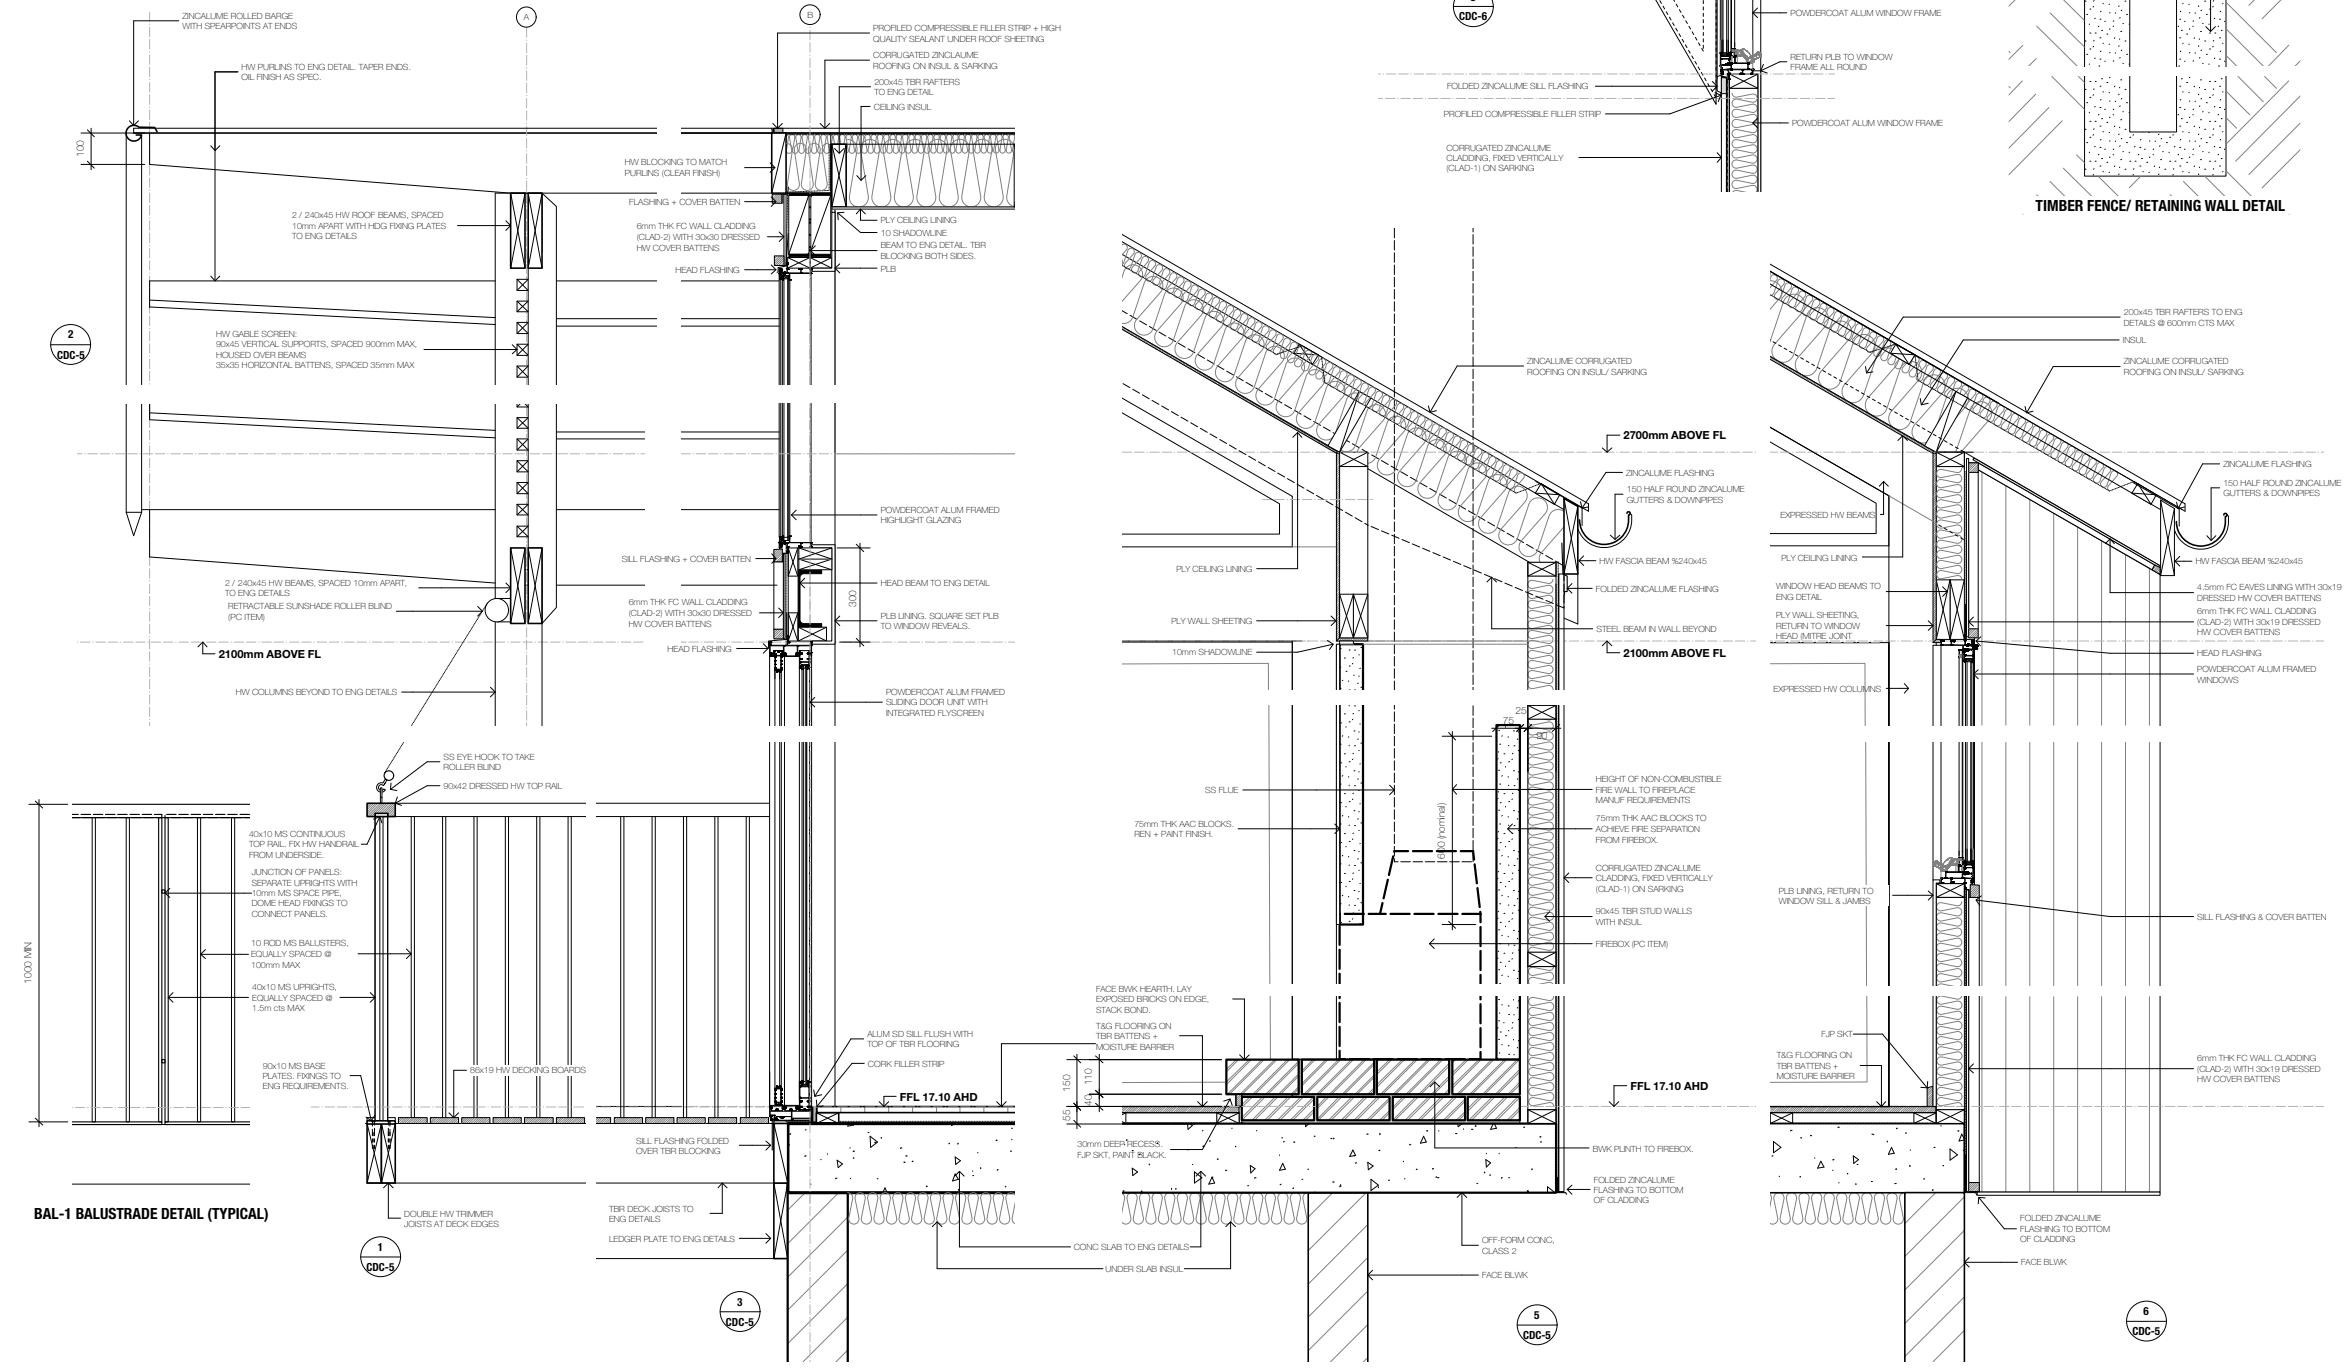 ZINCALUME ROLLED BARGE
WITH SPEARPOINTS AT ENDS
A
B
HW PURLINS TO ENG DETAIL. TAPER ENDS.
OIL FINISH AS SPEC.
100
PROFILED COMPRESSIBLE FILLER STRIP + HIGH
QUALITY SEALANT UNDER ROOF SHEETING
CORRUGATED ZINCLAUME
ROOFING ON INSUL & SARKING
200x45 TBR RAFTERS
TO ENG DETAIL
CEILING INSUL
HW BLOCKING TO MATCH
PURLINS (CLEAR FINISH)
FLASHING + COVER BATTEN
2 / 240x45 HW ROOF BEAMS, SPACED
10mm APART WITH HDG FIXING PLATES
TO ENG DETAILS
6mm THK FC WALL CLADDING
(CLAD-2) WITH 30x30 DRESSED
HW COVER BATTENS
HEAD FLASHING
PLY CEILING LINING
10 SHADOWLINE
BEAM TO ENG DETAIL. TBR
BLOCKING BOTH SIDES.
PLB
2
CDC-5
HW GABLE SCREEN:
90x45 VERTICAL SUPPORTS, SPACED 900mm MAX,
HOUSED OVER BEAMS
35x35 HORIZONTAL BATTENS, SPACED 35mm MAX
POWDERCOAT ALUM FRAMED
HIGHLIGHT GLAZING
SILL FLASHING + COVER BATTEN
2 / 240x45 HW BEAMS, SPACED 10mm APART,
TO ENG DETAILS
RETRACTABLE SUNSHADE ROLLER BLIND
(PC ITEM)
6mm THK FC WALL CLADDING
(CLAD-2) WITH 30x30 DRESSED
HW COVER BATTENS
HEAD BEAM TO ENG DETAIL
300
PLB LINING. SQUARE SET PLB
TO WINDOW REVEALS.
HEAD FLASHING
2100mm ABOVE FL
HW COLUMNS BEYOND TO ENG DETAILS
POWDERCOAT ALUM FRAMED
SLIDING DOOR UNIT WITH
INTEGRATED FLYSCREEN
SS EYE HOOK TO TAKE
ROLLER BLIND
90x42 DRESSED HW TOP RAIL
1000 MIN
40x10 MS CONTINUOUS
TOP RAIL. FIX HW HANDRAIL
FROM UNDERSIDE.
JUNCTION OF PANELS:
SEPARATE UPRIGHTS WITH
10mm MS SPACE PIPE,
DOME HEAD FIXINGS TO
CONNECT PANELS.
10 ROD MS BALUSTERS,
EQUALLY SPACED @
100mm MAX
40x10 MS UPRIGHTS,
EQUALLY SPACED @
1.5m cts MAX
90x10 MS BASE
PLATES. FIXINGS TO
ENG REQUIREMENTS.
86x19 HW DECKING BOARDS
ALUM SD SILL FLUSH WITH
TOP OF TBR FLOORING
CORK FILLER STRIP
FFL 17.10 AHD
SILL FLASHING FOLDED
OVER TBR BLOCKING
BAL-1 BALUSTRADE DETAIL (TYPICAL)
DOUBLE HW TRIMMER
JOISTS AT DECK EDGES
TBR DECK JOISTS TO
ENG DETAILS
LEDGER PLATE TO ENG DETAILS
1
CDC-5
3
CDC-5
CONC SLAB TO ENG DETAILS
UNDER SLAB INSUL
CDC-6
POWDERCOAT ALUM WINDOW FRAME
RETURN PLB TO WINDOW
FRAME ALL ROUND
FOLDED ZINCALUME SILL FLASHING
PROFILED COMPRESSIBLE FILLER STRIP
POWDERCOAT ALUM WINDOW FRAME
CORRUGATED ZINCALUME
CLADDING, FIXED VERTICALLY
(CLAD-1) ON SARKING
TIMBER FENCE/ RETAINING WALL DETAIL
ZINCALUME CORRUGATED
ROOFING ON INSUL/ SARKING
2700mm ABOVE FL
ZINCALUME FLASHING
150 HALF ROUND ZINCALUME
GUTTERS & DOWNPIPES
PLY CEILING LINING
HW FASCIA BEAM %240x45
FOLDED ZINCALUME FLASHING
PLY WALL SHEETING
STEEL BEAM IN WALL BEYOND
10mm SHADOWLINE
2100mm ABOVE FL
25
75
90
SS FLUE
600 (nominal)
HEIGHT OF NON-COMBUSTIBLE
FIRE WALL TO FIREPLACE
MANUF REQUIREMENTS
75mm THK AAC BLOCKS.
REN + PAINT FINISH.
75mm THK AAC BLOCKS TO
ACHIEVE FIRE SEPARATION
FROM FIREBOX.
CORRUGATED ZINCALUME
CLADDING, FIXED VERTICALLY
(CLAD-1) ON SARKING
90x45 TBR STUD WALLS
WITH INSUL
FIREBOX (PC ITEM)
FACE BWK HEARTH. LAY
EXPOSED BRICKS ON EDGE,
STACK BOND.
T&G FLOORING ON
TBR BATTENS +
MOISTURE BARRIER
150
110
40
55
FFL 17.10 AHD
30mm DEEP RECESS.
FJP SKT, PAINT BLACK.
BWK PLINTH TO FIREBOX.
FOLDED ZINCALUME
FLASHING TO BOTTOM
OF CLADDING
OFF-FORM CONC,
CLASS 2
FACE BLWK
5
CDC-5
200x45 TBR RAFTERS TO ENG
DETAILS @ 600mm CTS MAX
INSUL
ZINCALUME CORRUGATED
ROOFING ON INSUL/ SARKING
ZINCALUME FLASHING
150 HALF ROUND ZINCALUME
GUTTERS & DOWNPIPES
EXPRESSED HW BEAMS
PLY CEILING LINING
HW FASCIA BEAM %240x45
WINDOW HEAD BEAMS TO
ENG DETAIL
PLY WALL SHEETING,
RETURN TO WINDOW
HEAD (MITRE JOINT
4.5mm FC EAVES LINING WITH 30x19
DRESSED HW COVER BATTENS
6mm THK FC WALL CLADDING
(CLAD-2) WITH 30x19 DRESSED
HW COVER BATTENS
HEAD FLASHING
POWDERCOAT ALUM FRAMED
WINDOWS
EXPRESSED HW COLUMNS
PLB LINING, RETURN TO
WINDOW SILL & JAMBS
SILL FLASHING & COVER BATTEN
FJP SKT
T&G FLOORING ON
TBR BATTENS +
MOISTURE BARRIER
6mm THK FC WALL CLADDING
(CLAD-2) WITH 30x19 DRESSED
HW COVER BATTENS
FOLDED ZINCALUME
FLASHING TO BOTTOM
OF CLADDING
FACE BLWK
6
CDC-5